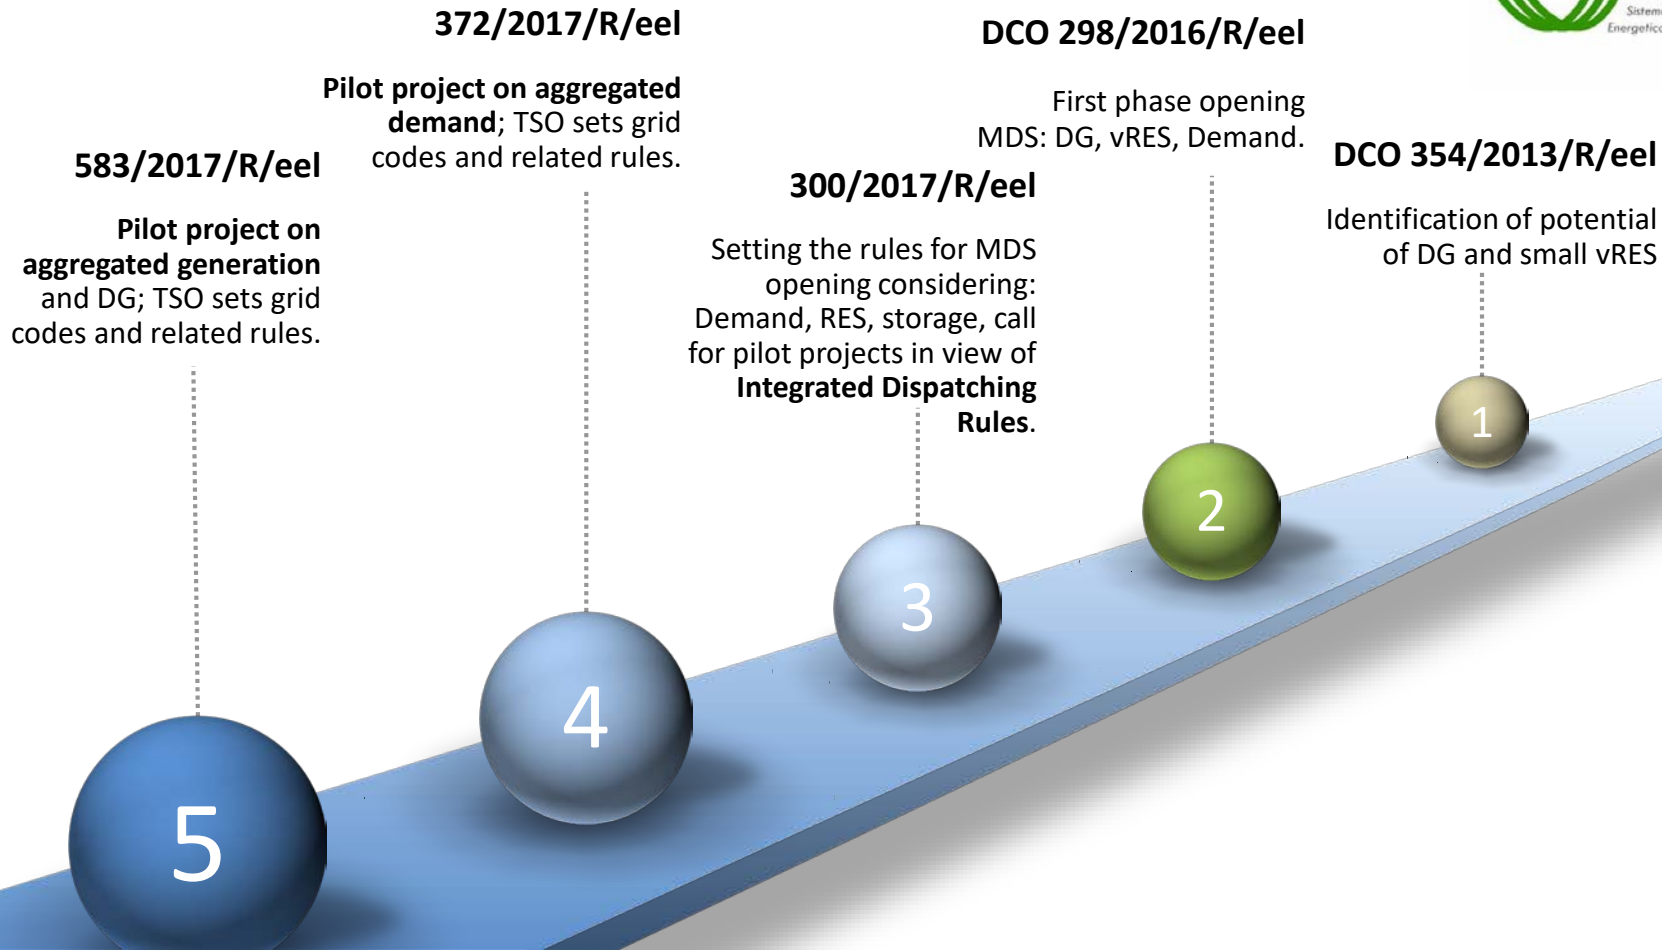 583/2017/R/eel
Pilot project on
aggregated generation
and DG; TSO sets grid
codes and related rules.
372/2017/R/eel
Pilot project on aggregated
demand; TSO sets grid
codes and related rules.
300/2017/R/eel
Setting the rules for MDS
opening considering:
Demand, RES, storage, call
for pilot projects in view of
Integrated Dispatching
Rules.
DCO 298/2016/R/eel
First phase opening
MDS: DG, vRES, Demand.
DCO 354/2013/R/eel
Identification of potential
of DG and small vRES
5
4
3
2
1